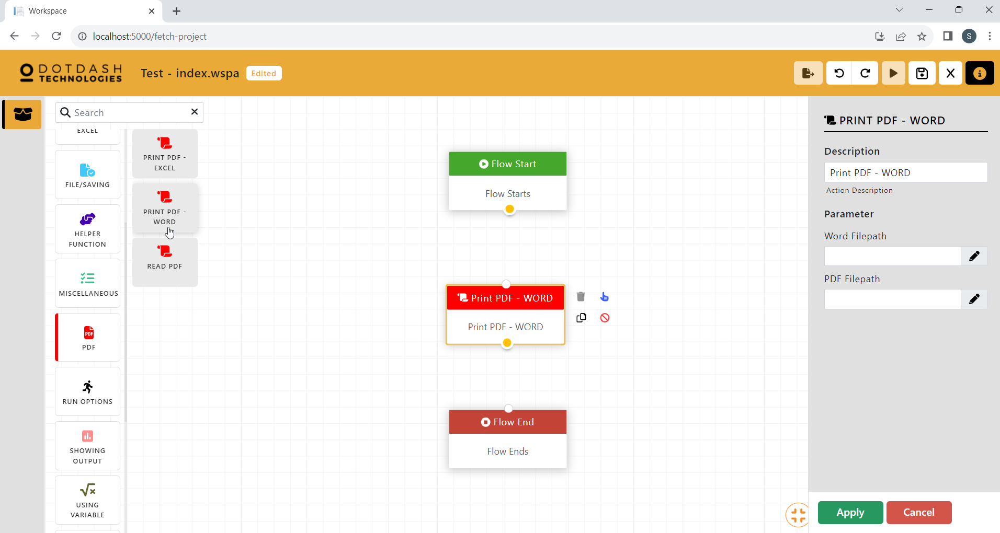 Workspace
localhost:5000/fetch-project
S
DOTDASH
TECHNOLOGIES
Test - index.wspa
Edited
Search
EXCEL
FILE/SAVING
HELPER
FUNCTION
MISCELLANEOUS
PDF
PDF
RUN OPTIONS
SHOWING
OUTPUT
USING
VARIABLE
PRINT PDF -
EXCEL
PRINT PDF -
WORD
READ PDF
Flow Start
Flow Starts
Print PDF - WORD
Print PDF - WORD
Flow End
Flow Ends
PRINT PDF - WORD
Description
Print PDF - WORD
Action Description
Parameter
Word Filepath
PDF Filepath
Apply
Cancel